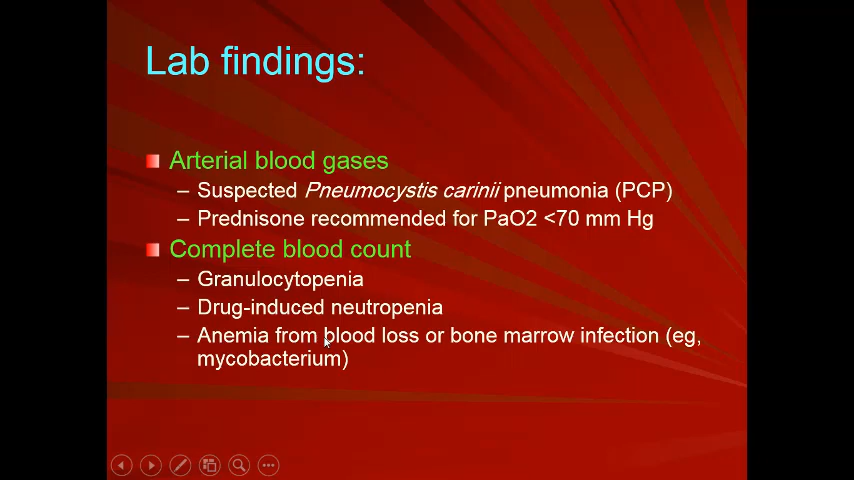 Lab findings:
Arterial blood gases
– Suspected Pneumocystis carinii pneumonia (PCP)
– Prednisone recommended for PaO2 <70 mm Hg
Complete blood count
– Granulocytopenia
– Drug-induced neutropenia
– Anemia from blood loss or bone marrow infection (eg,
mycobacterium)